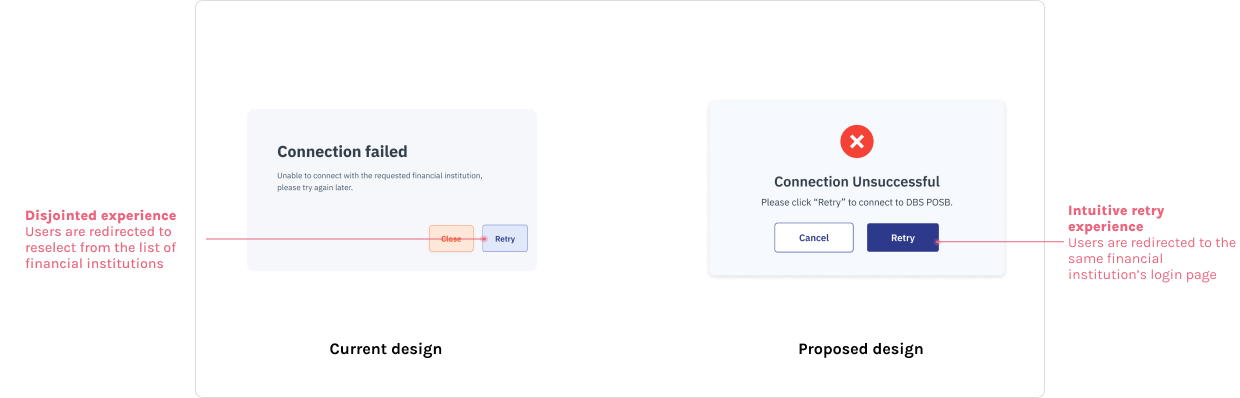 Connection failed
Unable to connect with the requested financial institution,
please try again later.
Close
Retry
Disjointed experience
Users are redirected to
reselect from the list of
financial institutions
Current design
Connection Unsuccessful
Please click “Retry” to connect to DBS POSB.
Cancel
Retry
Intuitive retry
experience
Users are redirected to the
same financial
institution’s login page
Proposed design